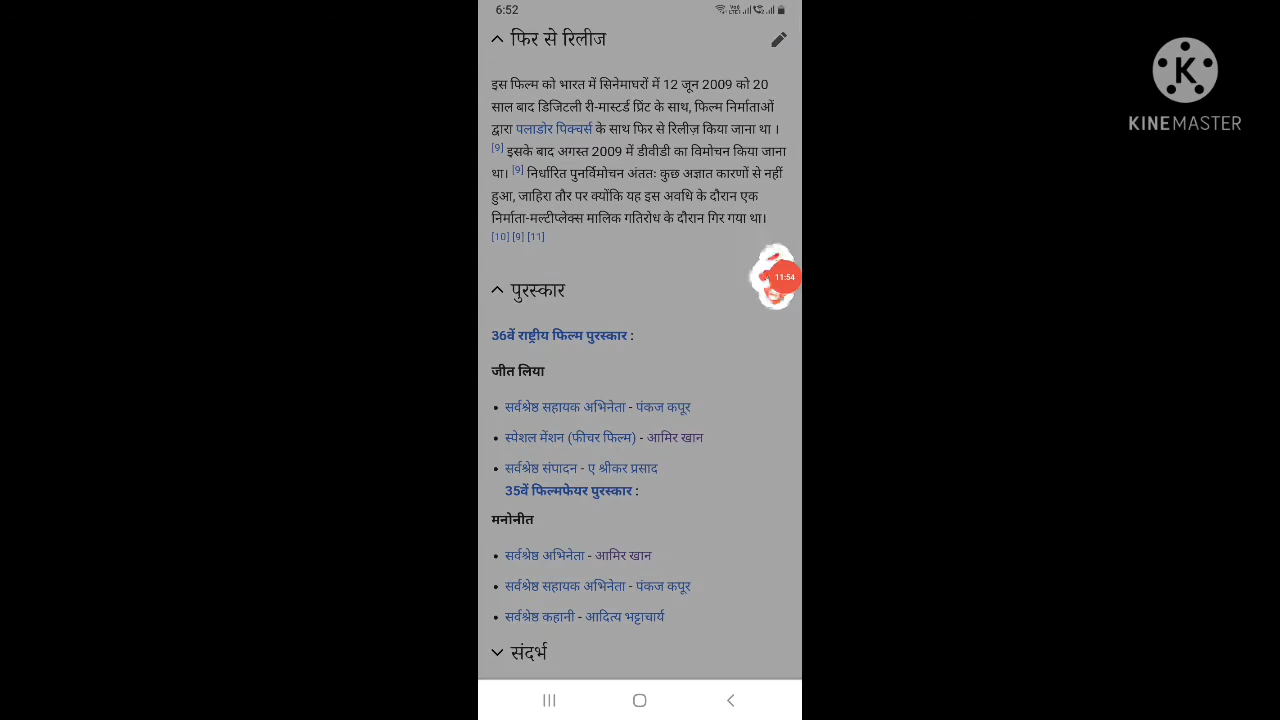 6:52
फिर से रिलीज
इस फिल्म को भारत में सिनेमाघरों में 12 जून 2009 को 20
साल बाद डिजिटली री-मास्टर्ड प्रिंट के साथ, फिल्म निर्माताओं
द्वारा पलाडोर पिक्चर्स के साथ फिर से रिलीज़ किया जाना था ।
[9] इसके बाद अगस्त 2009 में डीवीडी का विमोचन किया जाना
था। [9] निर्धारित पुनर्विमोचन अंततः कुछ अज्ञात कारणों से नहीं
हुआ, जाहिरा तौर पर क्योंकि यह इस अवधि के दौरान एक
निर्माता-मल्टीप्लेक्स मालिक गतिरोध के दौरान गिर गया था।
[10] [9] [11]
11:54
पुरस्कार
36वें राष्ट्रीय फिल्म पुरस्कार :
जीत लिया
• सर्वश्रेष्ठ सहायक अभिनेता - पंकज कपूर
• स्पेशल मेंशन (फीचर फिल्म) - आमिर खान
• सर्वश्रेष्ठ संपादन - ए श्रीकर प्रसाद
35वें फिल्मफेयर पुरस्कार :
मनोनीत
• सर्वश्रेष्ठ अभिनेता - आमिर खान
• सर्वश्रेष्ठ सहायक अभिनेता - पंकज कपूर
• सर्वश्रेष्ठ कहानी - आदित्य भट्टाचार्य
संदर्भ
K
KINEMASTER